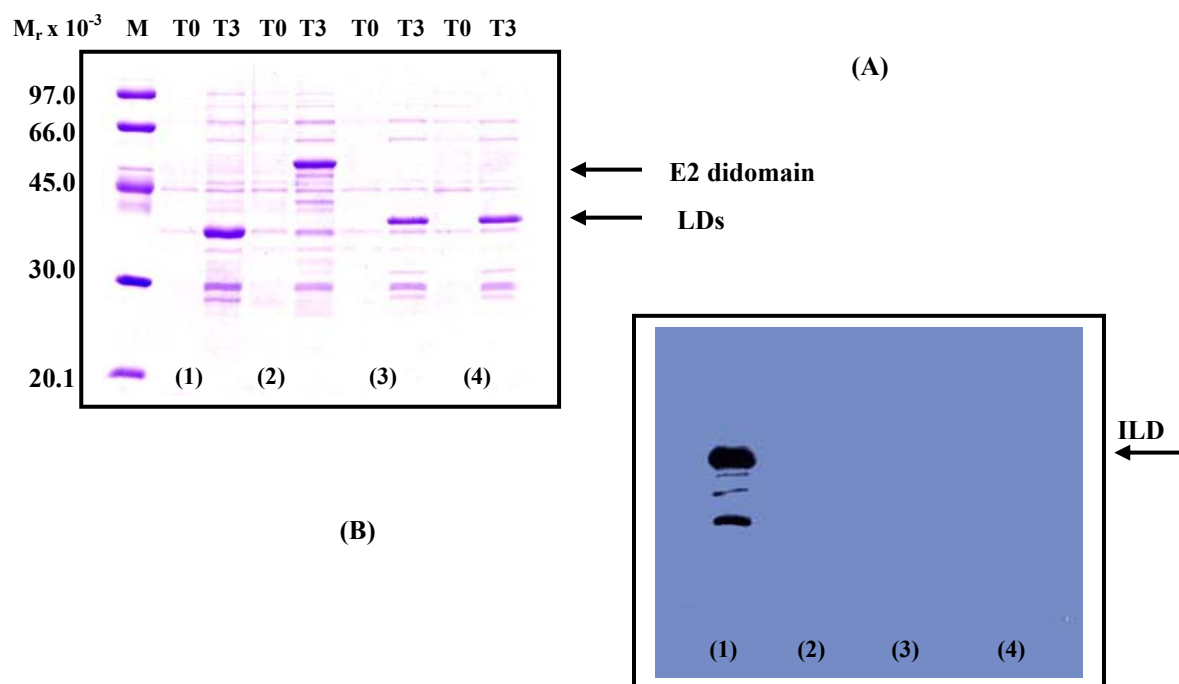 Mr x 10-3 M T0 T3 T0 T3 T0 T3 T0 T3
(A)
97.0
66.0
E2 didomain
45.0
LDs
30.0
20.1
(1) (2) (3) (4)
ILD
(B)
(1) (2) (3) (4)